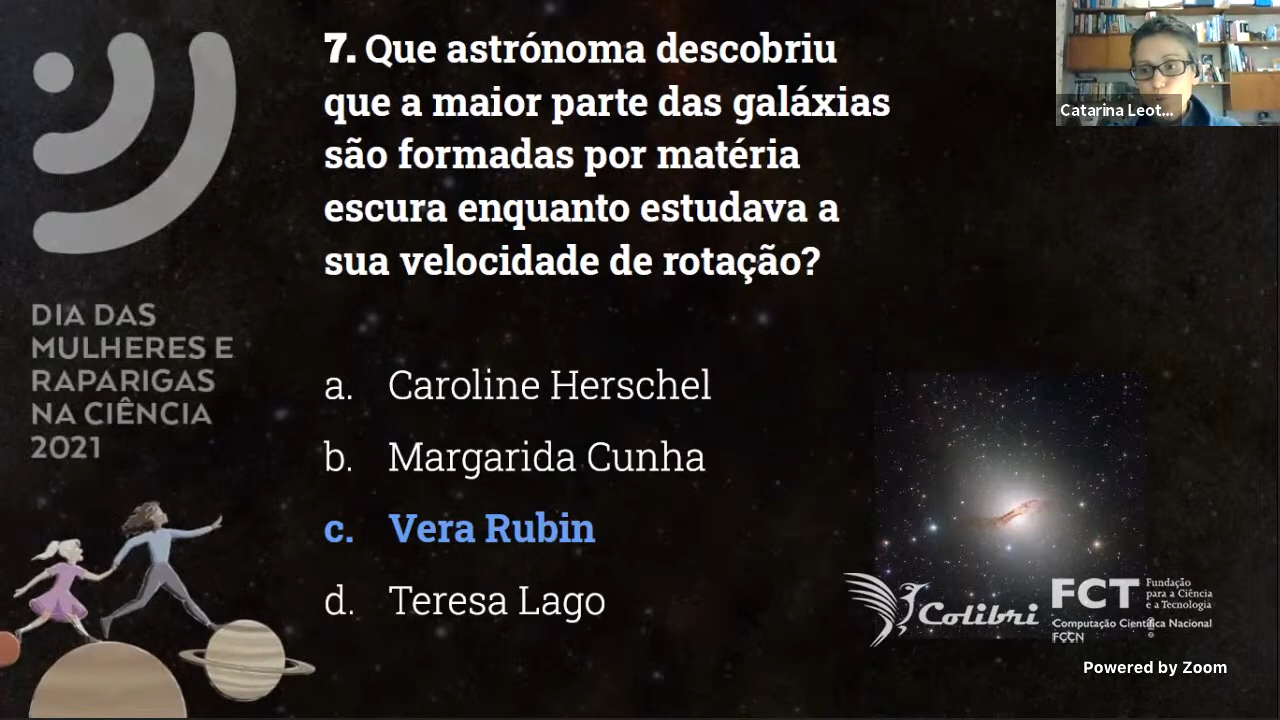 7. Que astrónoma descobriu
que a maior parte das galáxias
são formadas por matéria
escura enquanto estudava a
sua velocidade de rotação?
Catarina Leot...
DIA DAS
MULHERES E
RAPARIGAS
NA CIÊNCIA
2021
a. Caroline Herschel
b. Margarida Cunha
c. Vera Rubin
d. Teresa Lago
Colibri
FCT Fundação
para a Ciência
e a Tecnologia
Computação Científica Nacional
FCCN
Powered by Zoom